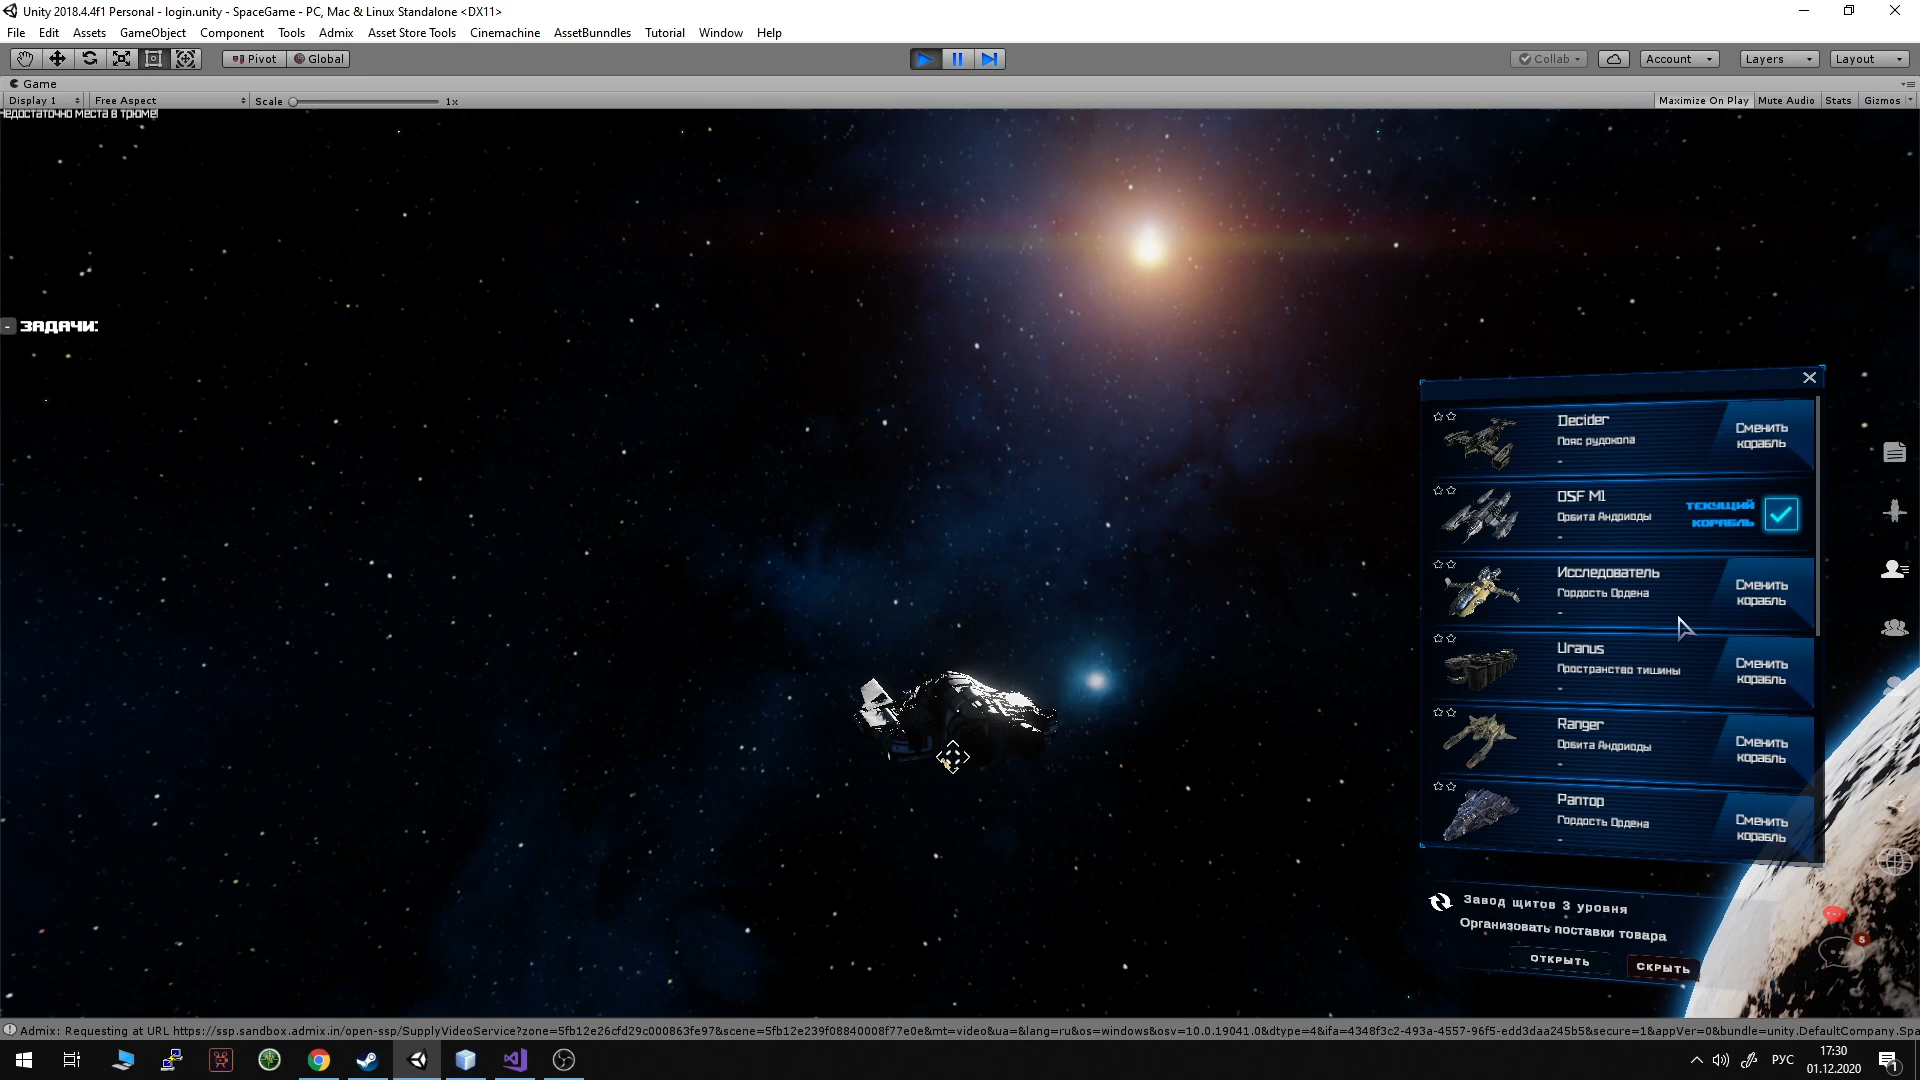 Unity 2018.4.4f1 Personal - login.unity - SpaceGame - PC, Mac & Linux Standalone <DX11>
File Edit Assets GameObject Component Tools Admix Asset Store Tools Cinemachine AssetBunndles Tutorial Window Help
Pivot Global Collab Account Layers Layout
Game
Display 1 Free Aspect Scale 1x Maximize On Play Mute Audio Stats Gizmos
Недостаточно места в трюме!
- ЗАДАЧИ:
Decider
Пояс рудокопа
-
Сменить
корабль
OSF M1
Орбита Андриоды
-
ТЕКУЩИЙ
КОРАБЛЬ
Исследователь
Гордость Ордена
-
Сменить
корабль
Uranus
Пространство тишины
-
Сменить
корабль
Ranger
Орбита Андриоды
-
Сменить
корабль
Раптор
Гордость Ордена
-
Сменить
корабль
Завод щитов 3 уровня
Организовать поставки товара
ОТКРЫТЬ СКРЫТЬ
5
Admix: Requesting at URL https://ssp.sandbox.admix.in/open-ssp/SupplyVideoService?zone=5fb12e26cfd29c000863fe97&scene=5fb12e239f08840008f77e0e&mt=video&ua=&lang=ru&os=windows&osv=10.0.19041.0&dtype=4&ifa=4348f3c2-493a-4557-96f5-edd3daa245b5&secure=1&appVer=0&bundle=unity.DefaultCompany.Spa
РУС
17:30
01.12.2020
1